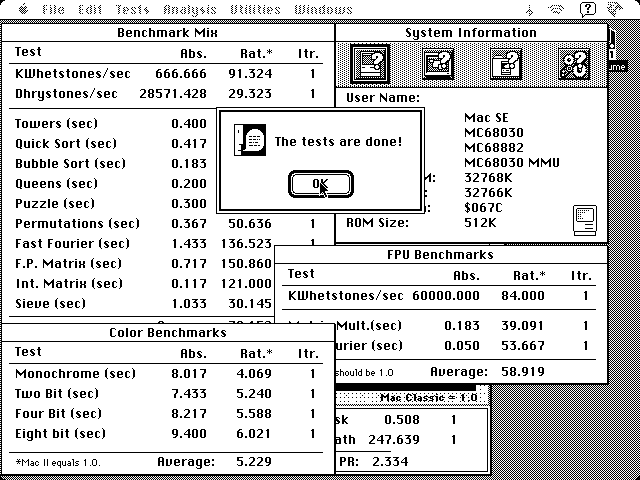 File Edit Tests Analysis Utilities Windows
Benchmark Mix
Test Abs. Rat.* Itr.
KWhetstones/sec 666.666 91.324 1
Dhrystones/sec 28571.428 29.323 1
Towers (sec) 0.400
Quick Sort (sec) 0.417
Bubble Sort (sec) 0.183
Queens (sec) 0.200
Puzzle (sec) 0.300
Permutations (sec) 0.367 50.636 1
Fast Fourier (sec) 1.433 136.523 1
F.P. Matrix (sec) 0.717 150.860
Int. Matrix (sec) 0.117 121.000
Sieve (sec) 1.033 30.145
System Information
User Name:
Mac SE
MC68030
MC68882
MC68030 MMU
M: 32768K
32766K
$067C
ROM Size: 512K
The tests are done!
OK
FPU Benchmarks
Test Abs. Rat.* Itr.
KWhetstones/sec 60000.000 84.000 1
Mult.(sec) 0.183 39.091 1
urier (sec) 0.050 53.667 1
should be 1.0 Average: 58.919
Color Benchmarks
Test Abs. Rat.* Itr.
Monochrome (sec) 8.017 4.069 1
Two Bit (sec) 7.433 5.240 1
Four Bit (sec) 8.217 5.588 1
Eight bit (sec) 9.400 6.021 1
*Mac II equals 1.0. Average: 5.229
Mac Classic = 1.0
sk 0.508 1
ath 247.639 1
PR: 2.334